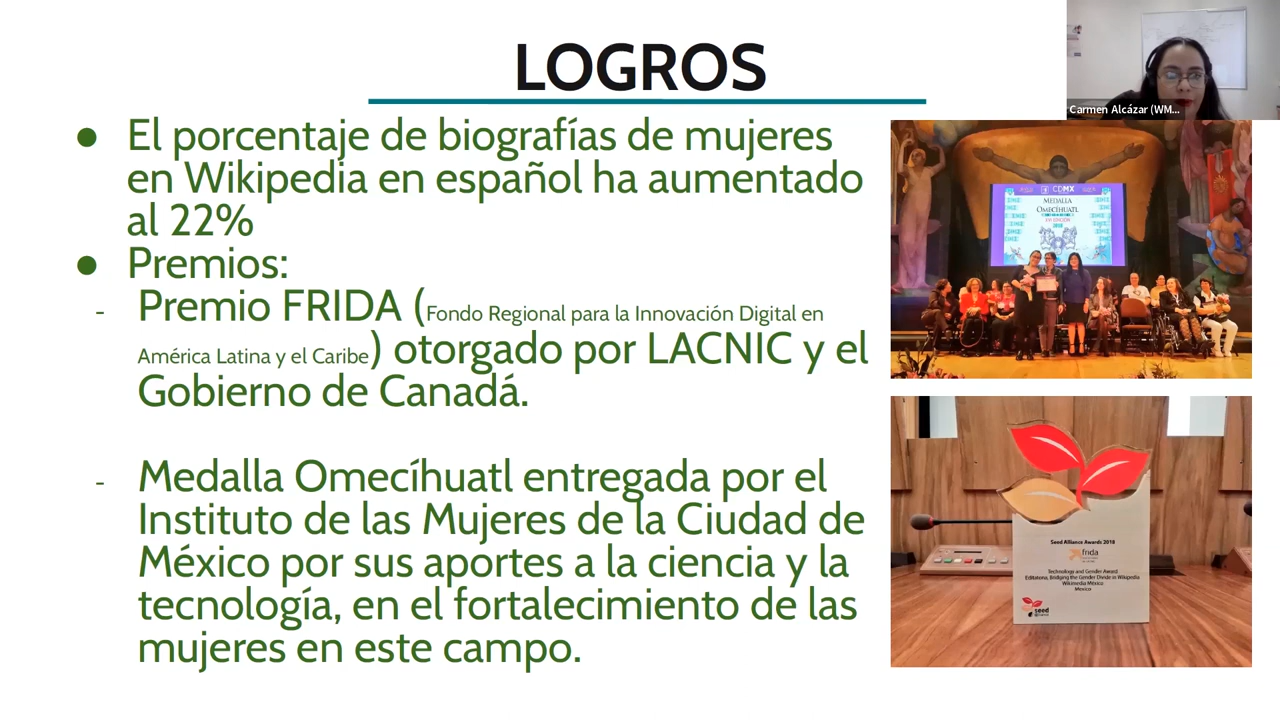 LOGROS
Carmen Alcázar (WM...
● El porcentaje de biografías de mujeres
en Wikipedia en español ha aumentado
al 22%
● Premios:
- Premio FRIDA (Fondo Regional para la Innovación Digital en
América Latina y el Caribe) otorgado por LACNIC y el
Gobierno de Canadá.
- Medalla Omecíhuatl entregada por el
Instituto de las Mujeres de la Ciudad de
México por sus aportes a la ciencia y la
tecnología, en el fortalecimiento de las
mujeres en este campo.
CDMX
MEDALLA
OMECÍHUATL
2018
Seed Alliance Awards 2018
frida
Technology and Gender Award
Editatona, Bridging the Gender Divide in Wikipedia
Wikimedia México
Mexico
seed